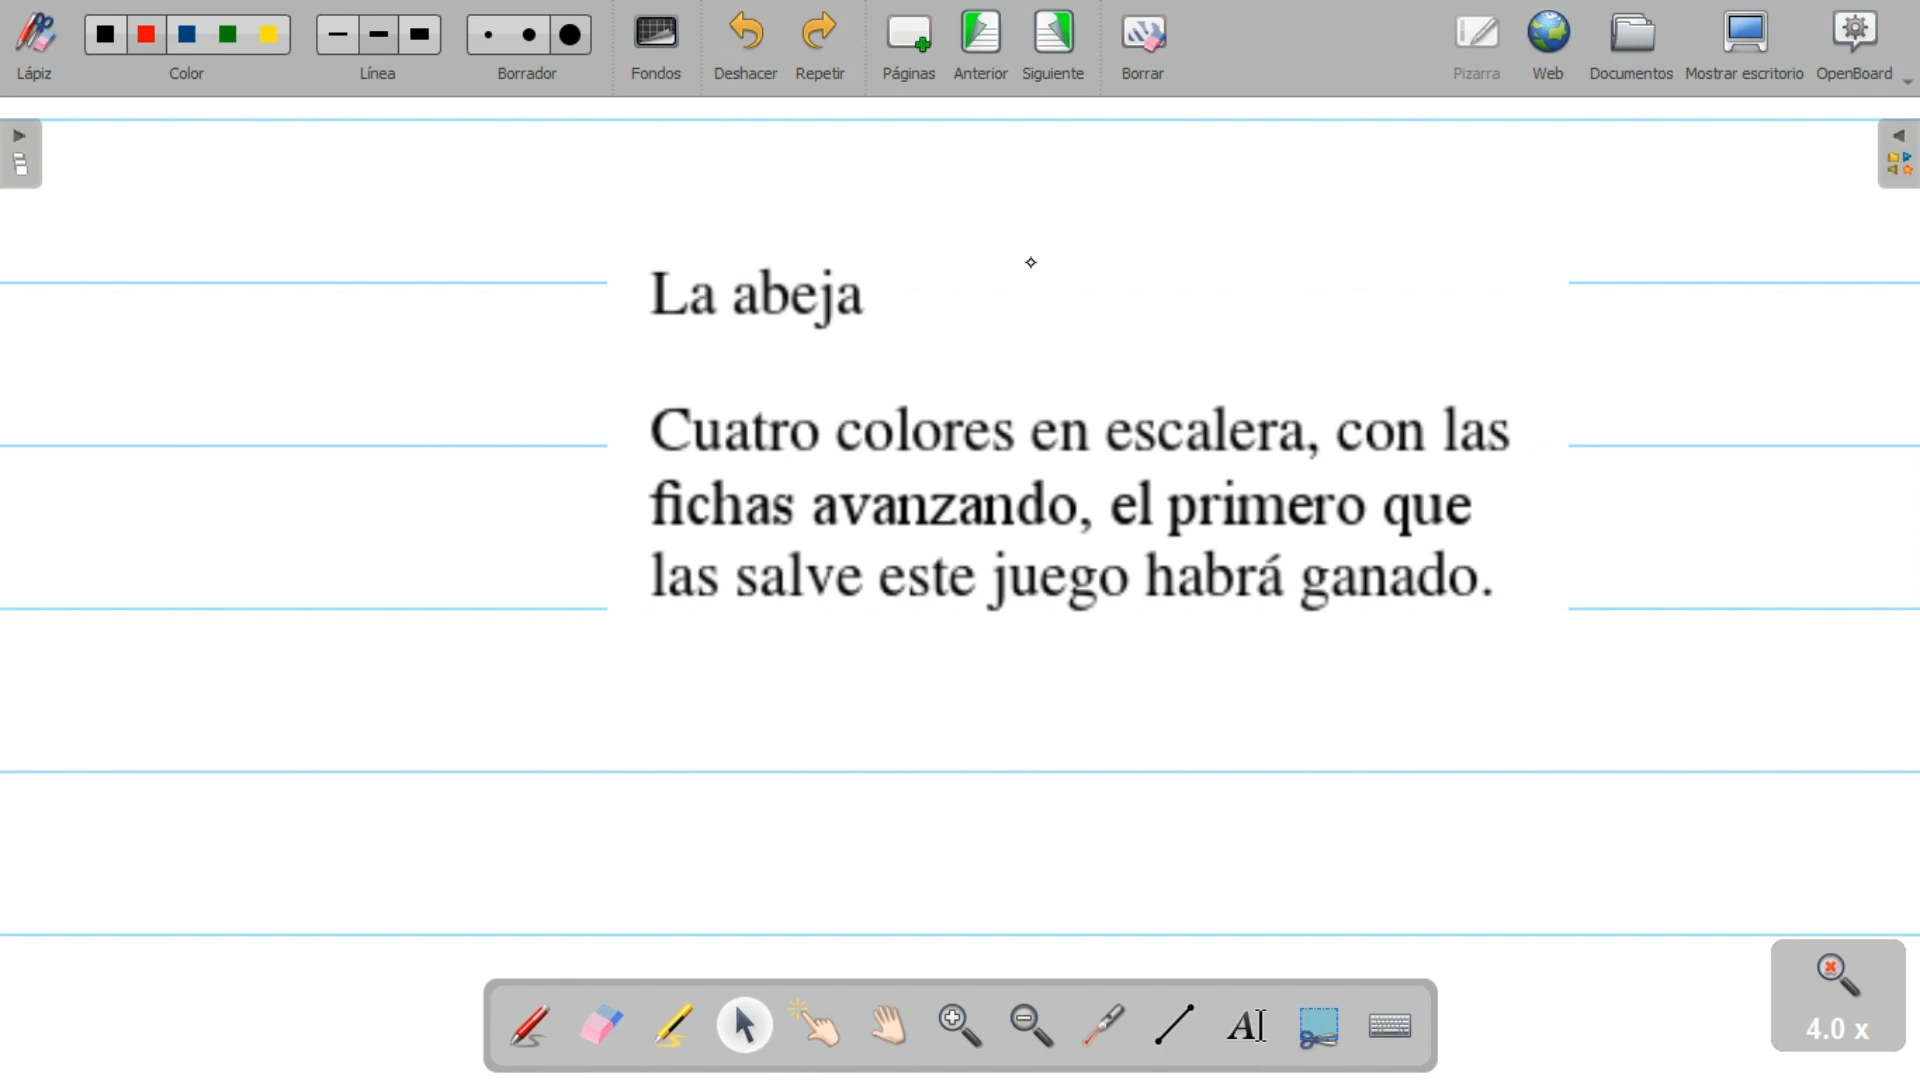 Lápiz
Color
Línea
Borrador
Fondos
Deshacer
Repetir
Páginas
Anterior
Siguiente
Borrar
Pizarra
Web
Documentos
Mostrar escritorio
OpenBoard
La abeja
Cuatro colores en escalera, con las
fichas avanzando, el primero que
las salve este juego habrá ganado.
AI
4.0 x